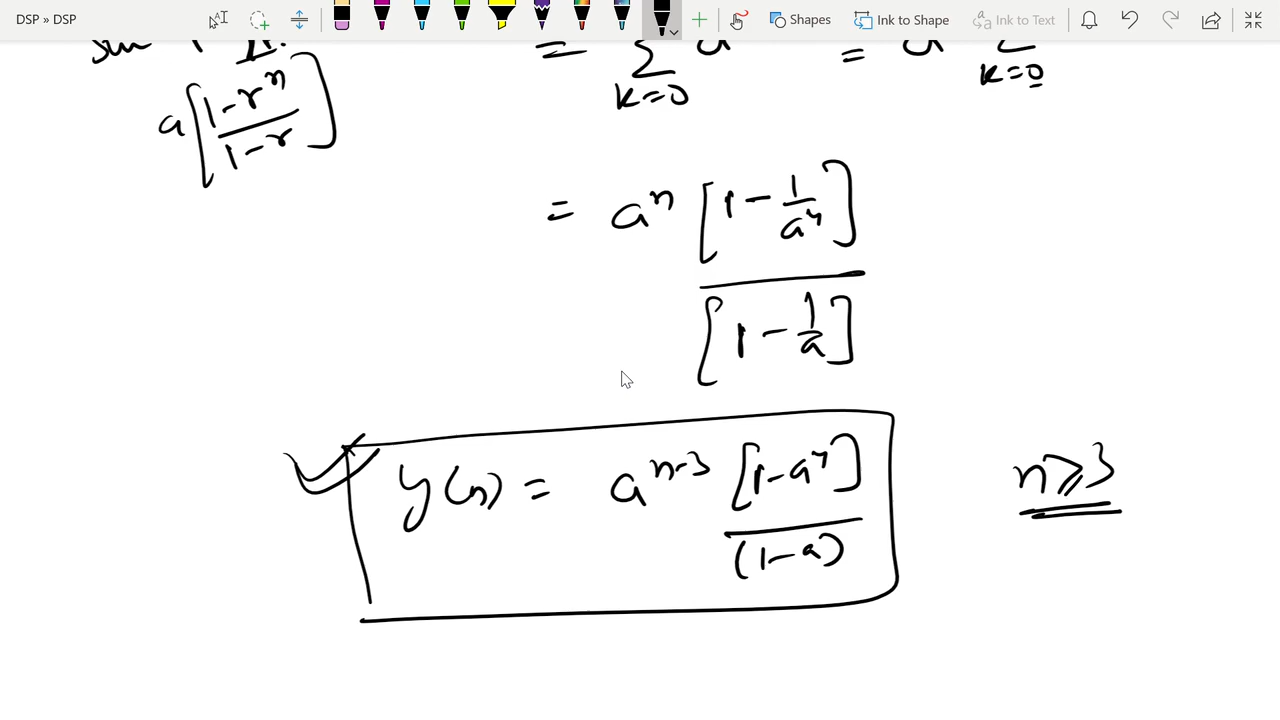 DSP » DSP
Shapes
Ink to Shape
Ink to Text
= Σ k=0
= Σ k=0
a[1-r^n / 1-r]
= a^n [1 - 1/a^4] / [1 - 1/a]
y(n) = a^(n-3) [1-a^4] / (1-a)
n≥3